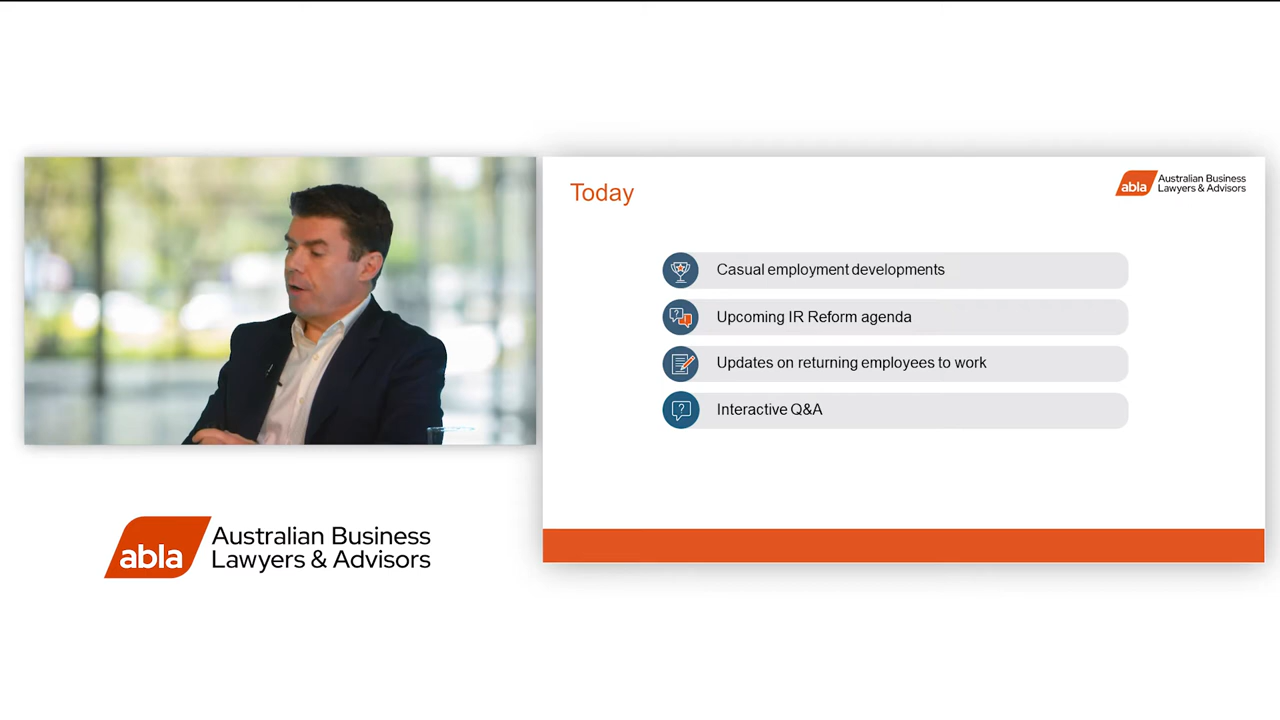 Today
abla
Australian Business
Lawyers & Advisors
Casual employment developments
Upcoming IR Reform agenda
Updates on returning employees to work
Interactive Q&A
abla
Australian Business
Lawyers & Advisors